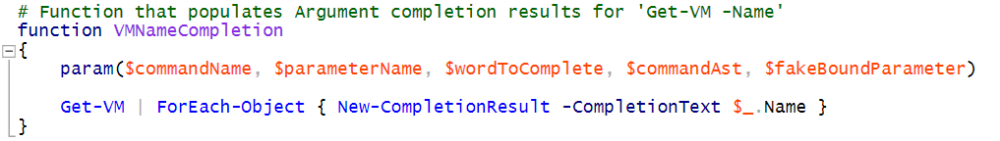 # Function that populates Argument completion results for 'Get-VM -Name'
function VMNameCompletion
{
    param($commandName, $parameterName, $wordToComplete, $commandAst, $fakeBoundParameter)
    Get-VM | ForEach-Object { New-CompletionResult -CompletionText $_.Name }
}